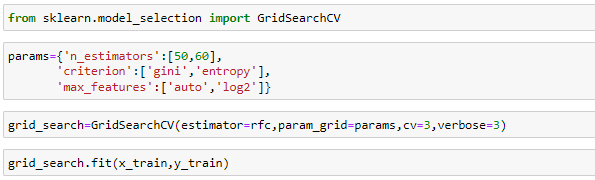 from sklearn.model_selection import GridSearchCV
params={'n_estimators':[50,60],
'criterion':['gini','entropy'],
'max_features':['auto','log2']}
grid_search=GridSearchCV(estimator=rfc,param_grid=params,cv=3,verbose=3)
grid_search.fit(x_train,y_train)